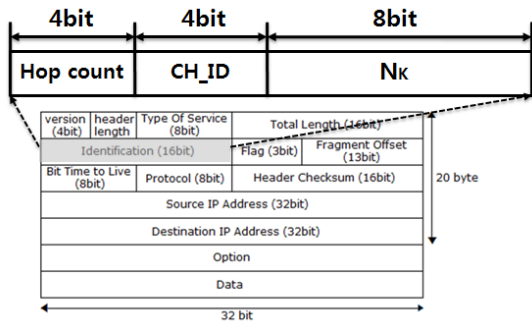 4bit 4bit 8bit
Hop count CH_ID NK
version (4bit) header length Type Of Service (8bit) Total Length (16bit)
Identification (16bit) Flag (3bit) Fragment Offset (13bit)
Bit Time to Live (8bit) Protocol (8bit) Header Checksum (16bit)
Source IP Address (32bit)
Destination IP Address (32bit)
Option
Data
20 byte
32 bit